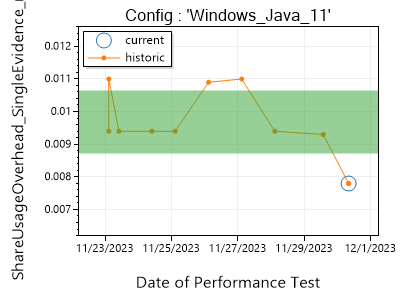 Config : 'Windows_Java_11'
current
historic
0.012
0.011
0.01
0.009
0.008
0.007
11/23/2023
11/25/2023
11/27/2023
11/29/2023
12/1/2023
Date of Performance Test
ShareUsageOverhead_SingleEvidence_